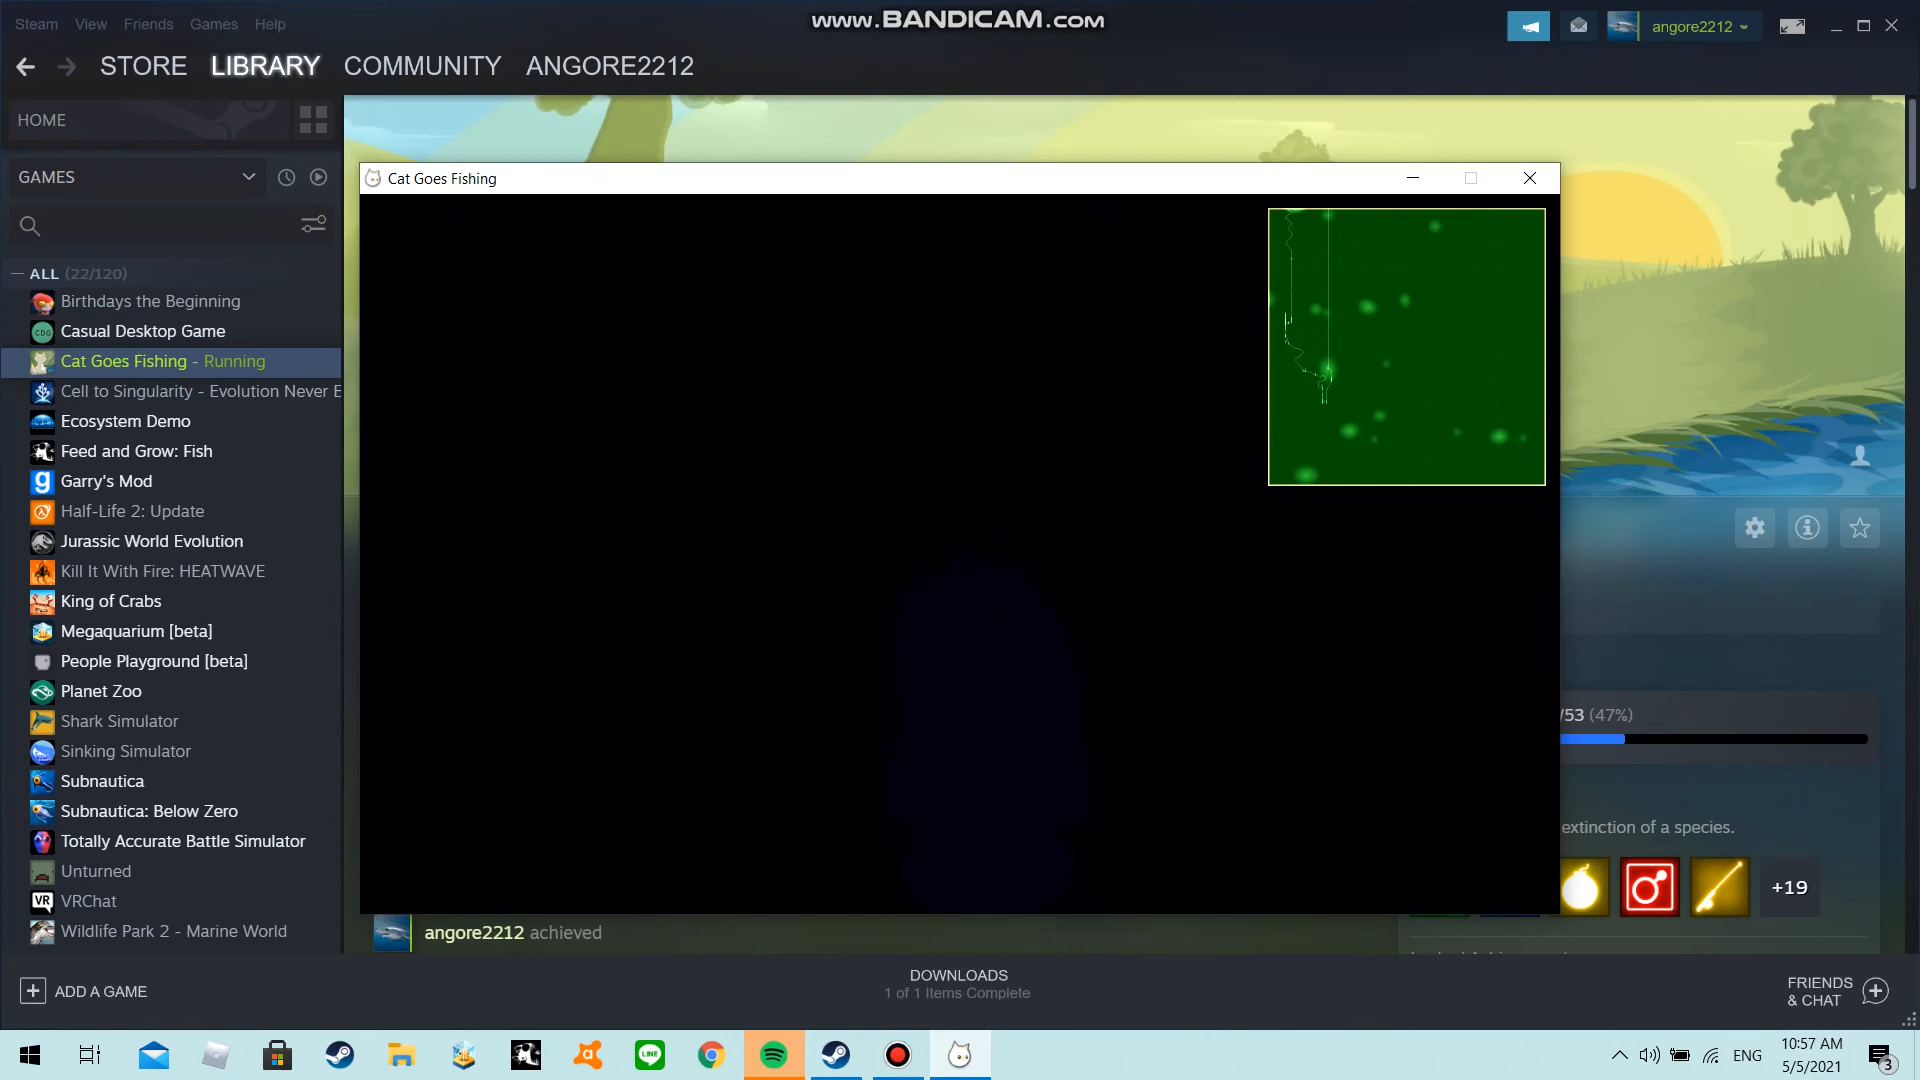 Steam View Friends Games Help
www.BANDICAM.com
angore2212
STORE LIBRARY COMMUNITY ANGORE2212
HOME
GAMES
Cat Goes Fishing
ALL (22/120)
Birthdays the Beginning
CDG
Casual Desktop Game
Cat Goes Fishing - Running
Cell to Singularity - Evolution Never E
Ecosystem Demo
Feed and Grow: Fish
Garry's Mod
Half-Life 2: Update
Jurassic World Evolution
Kill It With Fire: HEATWAVE
King of Crabs
Megaquarium [beta]
People Playground [beta]
Planet Zoo
Shark Simulator
/53 (47%)
Sinking Simulator
Subnautica
Subnautica: Below Zero
extinction of a species.
Totally Accurate Battle Simulator
Unturned
+19
VR VRChat
Wildlife Park 2 - Marine World
angore2212 achieved
ADD A GAME
DOWNLOADS
1 of 1 Items Complete
FRIENDS
& CHAT
LINE
ENG
10:57 AM
5/5/2021
3